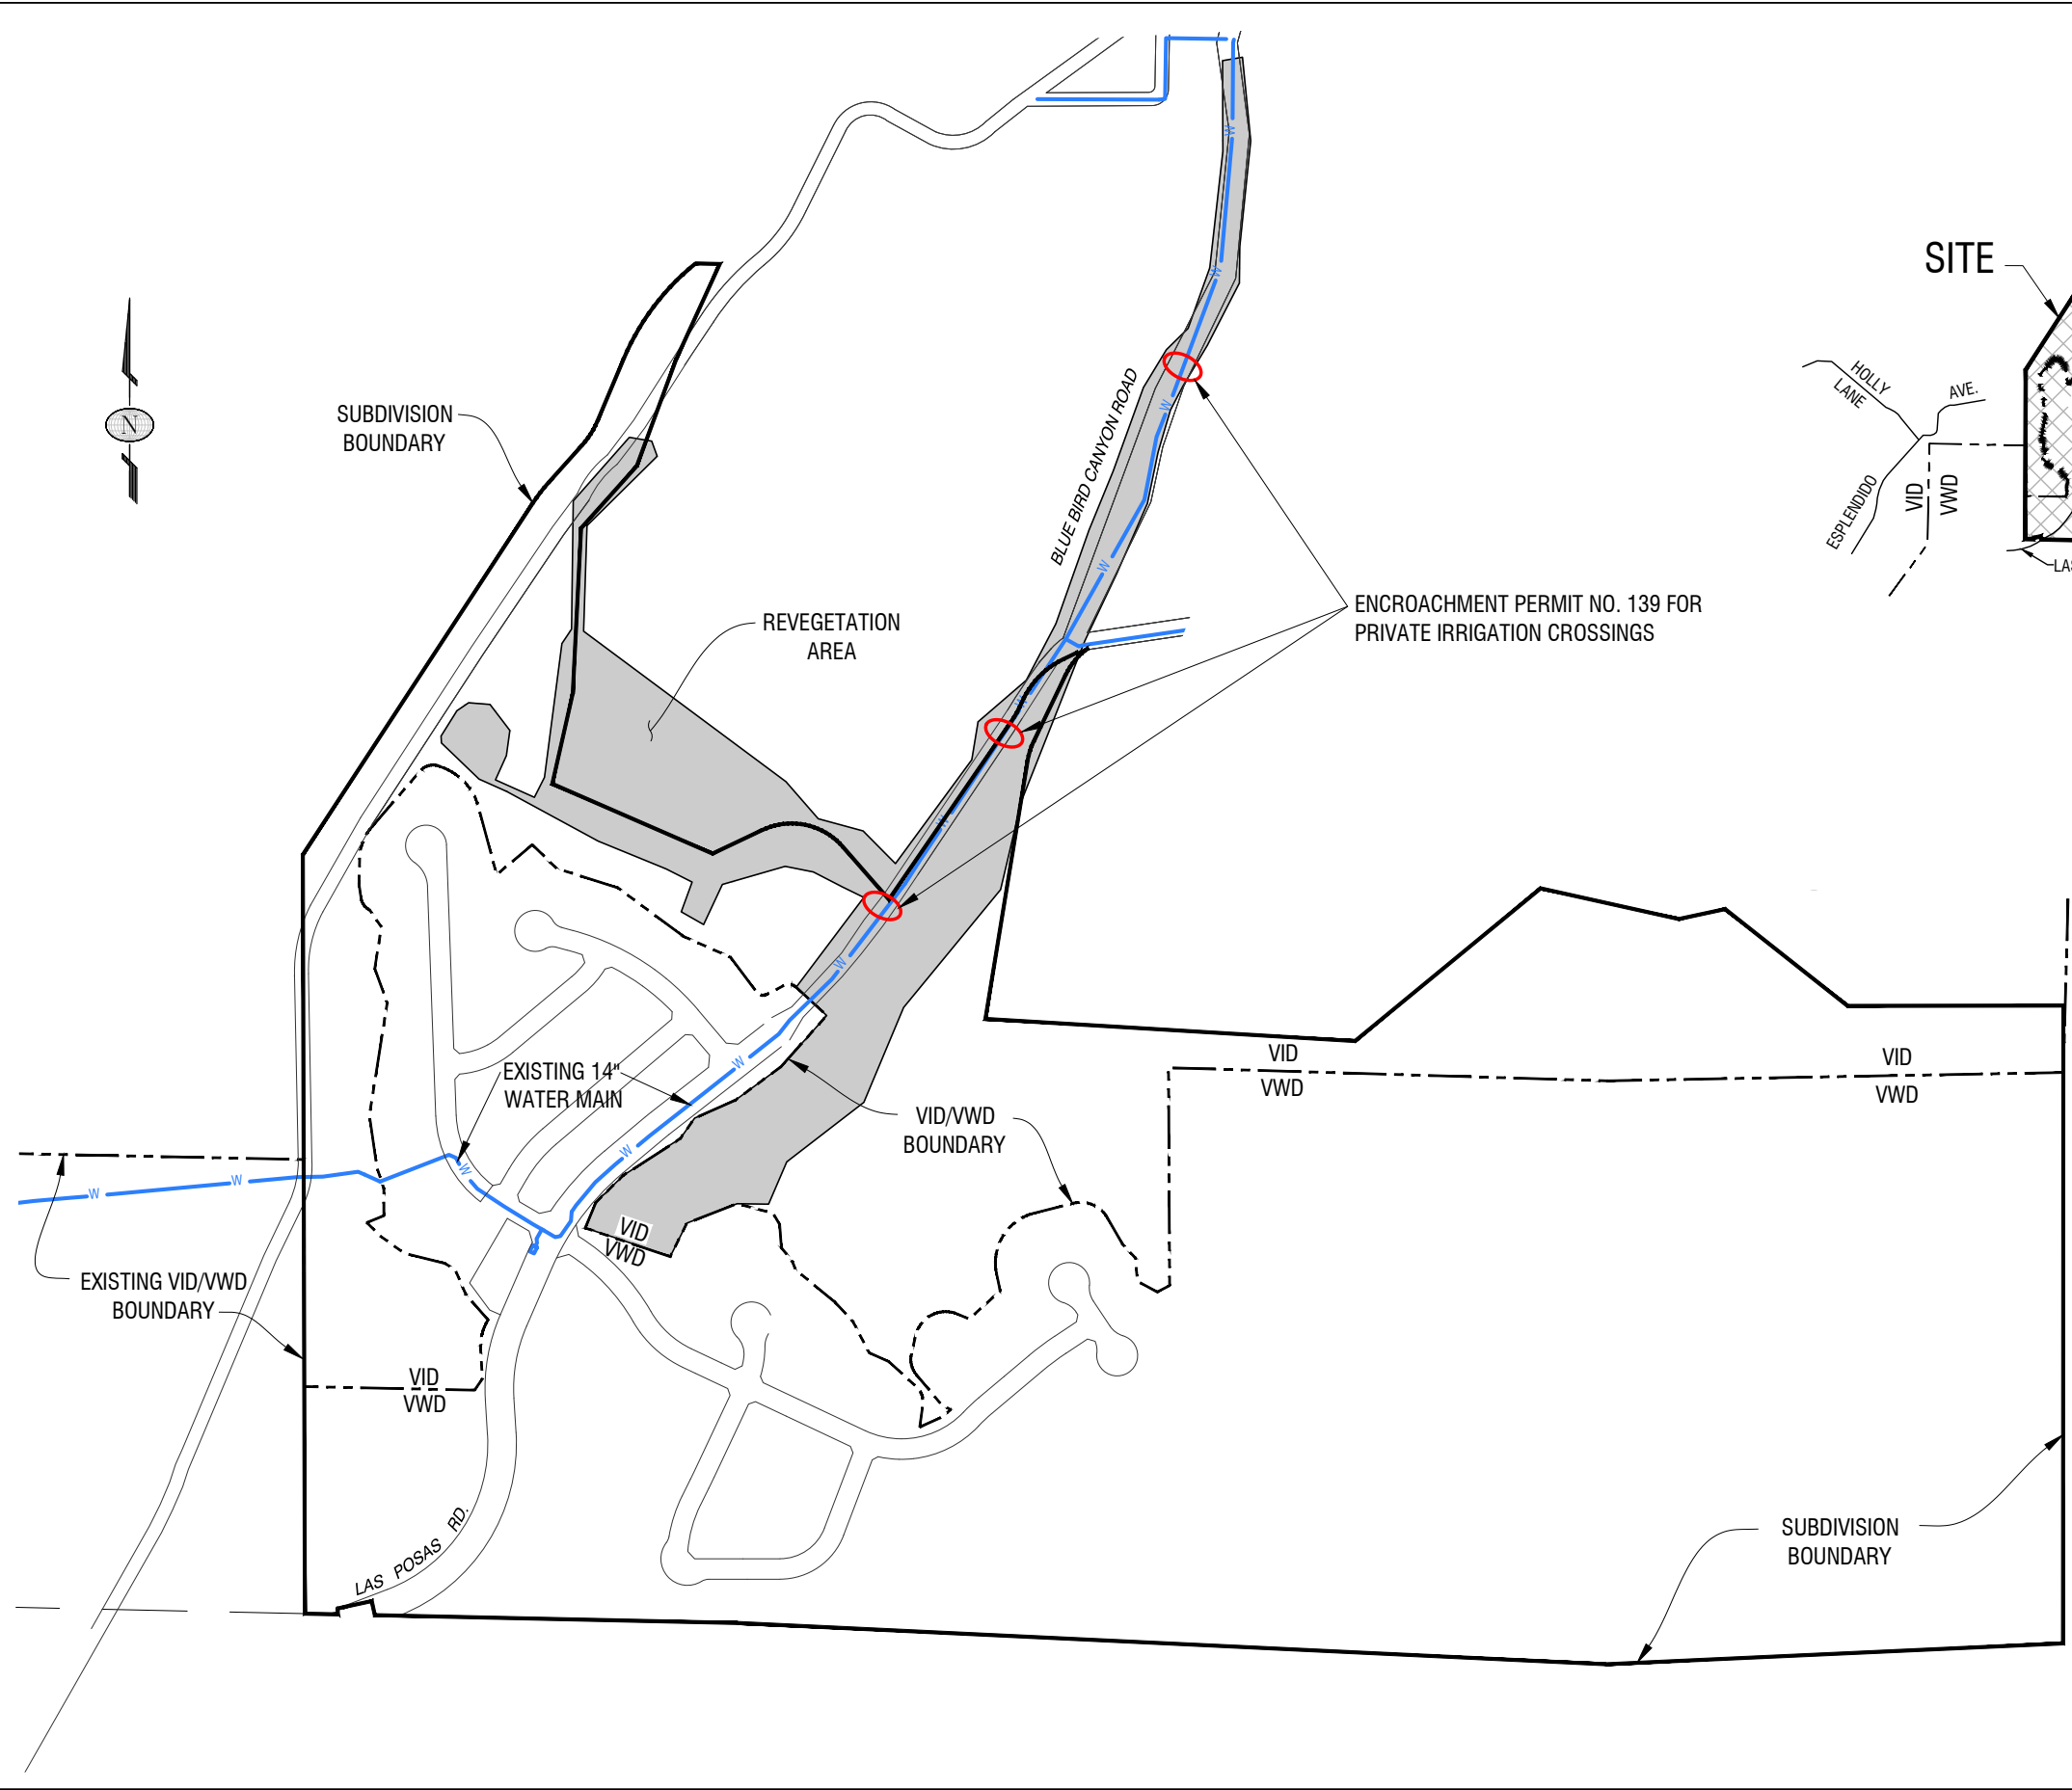 SITE
HOLLY
LANE
AVE.
ESPLENDIDO
VID
VWD
N
SUBDIVISION
BOUNDARY
BLUE BIRD CANYON ROAD
W
W
W
W
W
W
W
W
W
W
W
W
REVEGETATION
AREA
ENCROACHMENT PERMIT NO. 139 FOR
PRIVATE IRRIGATION CROSSINGS
EXISTING 14"
WATER MAIN
VID
VWD
VID
VWD
VID/VWD
BOUNDARY
VID
VWD
EXISTING VID/VWD
BOUNDARY
VID
VWD
LAS POSAS RD.
SUBDIVISION
BOUNDARY